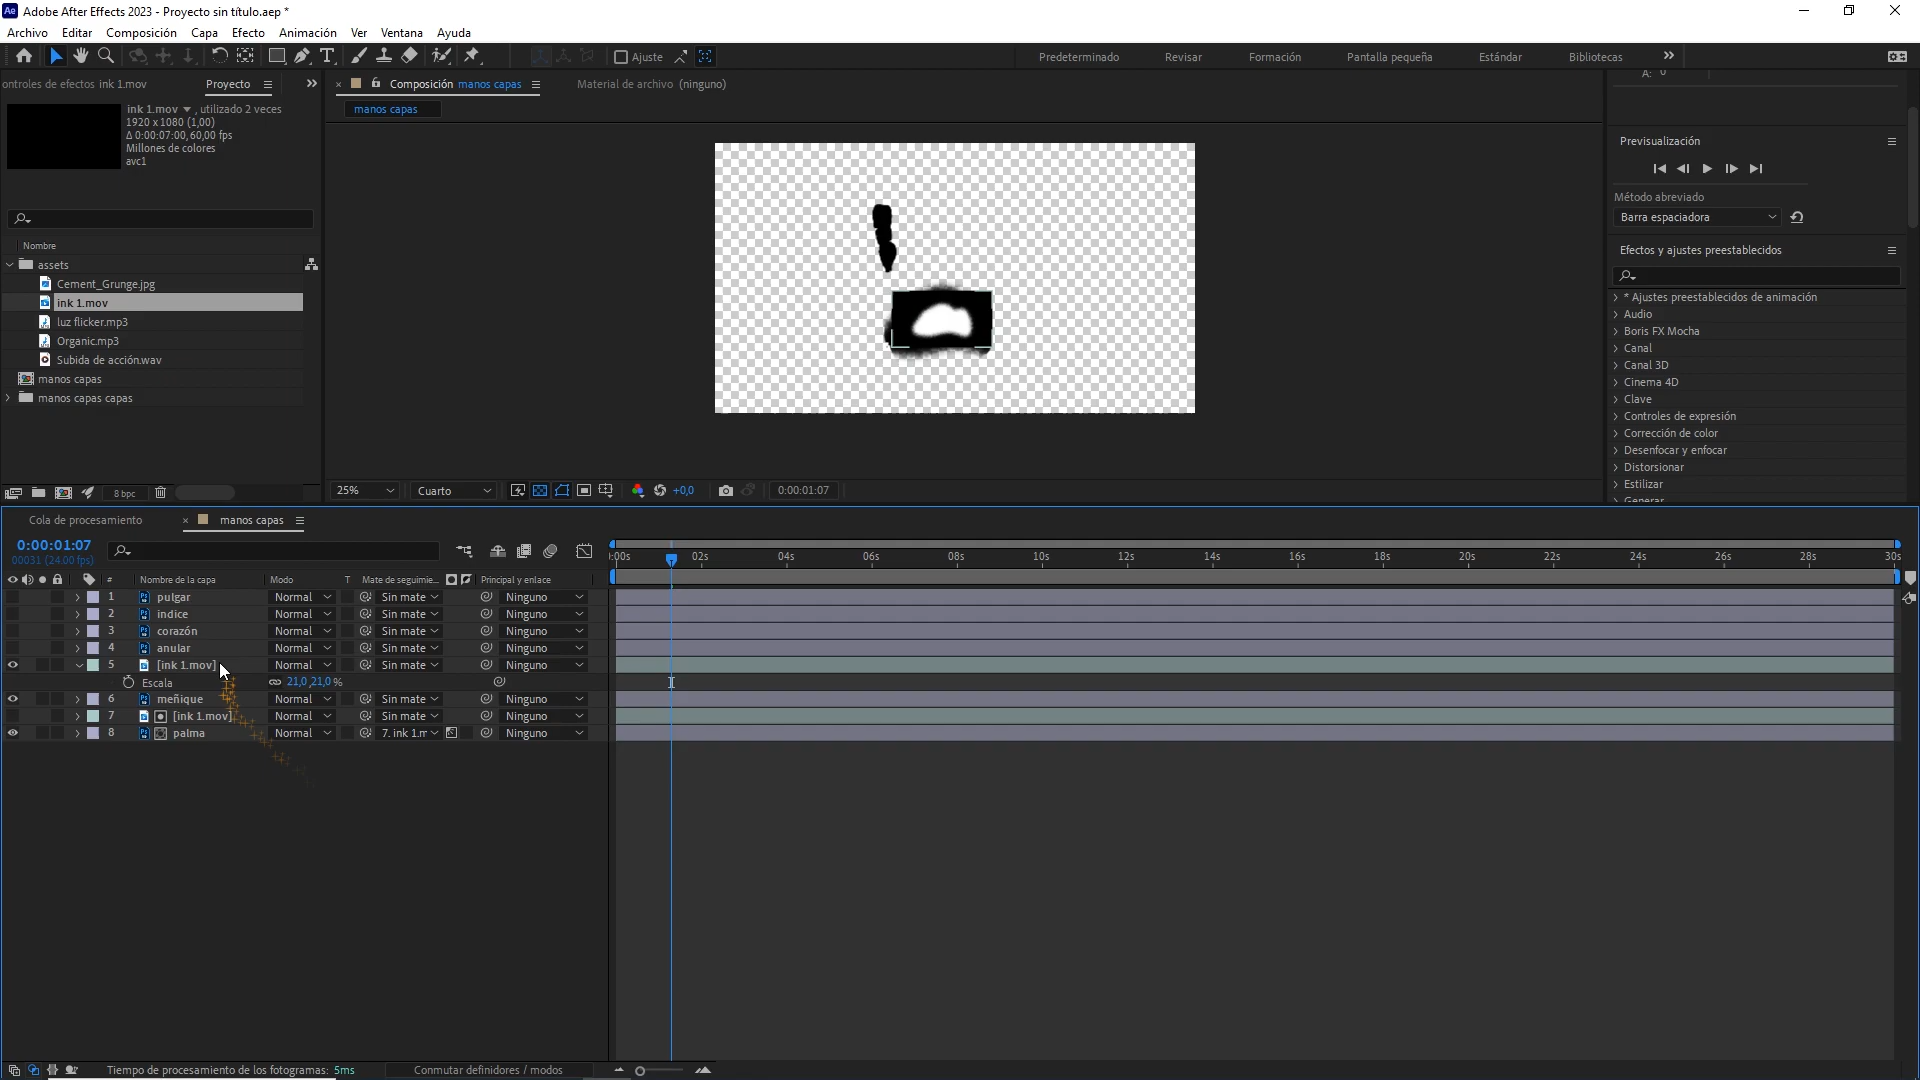 Adobe After Effects 2023 - Proyecto sin título.aep *
Archivo Editar Composición Capa Efecto Animación Ver Ventana Ayuda
Ajuste Predeterminado Revisar Formación Pantalla pequeña Estándar Bibliotecas
ontroles de efectos ink 1.mov Proyecto
Composición manos capas Material de archivo (ninguno)
manos capas
ink 1.mov , utilizado 2 veces
1920 x 1080 (1,00)
Δ 0:00:07:00, 60,00 fps
Millones de colores
avc1
Nombre
assets
Cement_Grunge.jpg
ink 1.mov
luz flicker.mp3
Organic.mp3
Subida de acción.wav
manos capas
manos capas capas
8 bpc
25% Cuarto +0,0 0:00:01:07
Previsualización
Método abreviado
Barra espaciadora
Efectos y ajustes preestablecidos
* Ajustes preestablecidos de animación
Audio
Boris FX Mocha
Canal
Canal 3D
Cinema 4D
Clave
Controles de expresión
Corrección de color
Desenfocar y enfocar
Distorsionar
Estilizar
Generar
Cola de procesamiento manos capas
0:00:01:07
00031 (24.00 fps)
:00s 02s 04s 06s 08s 10s 12s 14s 16s 18s 20s 22s 24s 26s 28s 30s
# Nombre de la capa Modo T Mate de seguimie... Principal y enlace
1 pulgar Normal Sin mate Ninguno
2 indice Normal Sin mate Ninguno
3 corazón Normal Sin mate Ninguno
4 anular Normal Sin mate Ninguno
5 [ink 1.mov] Normal Sin mate Ninguno
Escala 21,0 ,21,0 %
6 meñique Normal Sin mate Ninguno
7 [ink 1.mov] Normal Sin mate Ninguno
8 palma Normal 7. ink 1.m Ninguno
Tiempo de procesamiento de los fotogramas: 5ms Conmutar definidores / modos